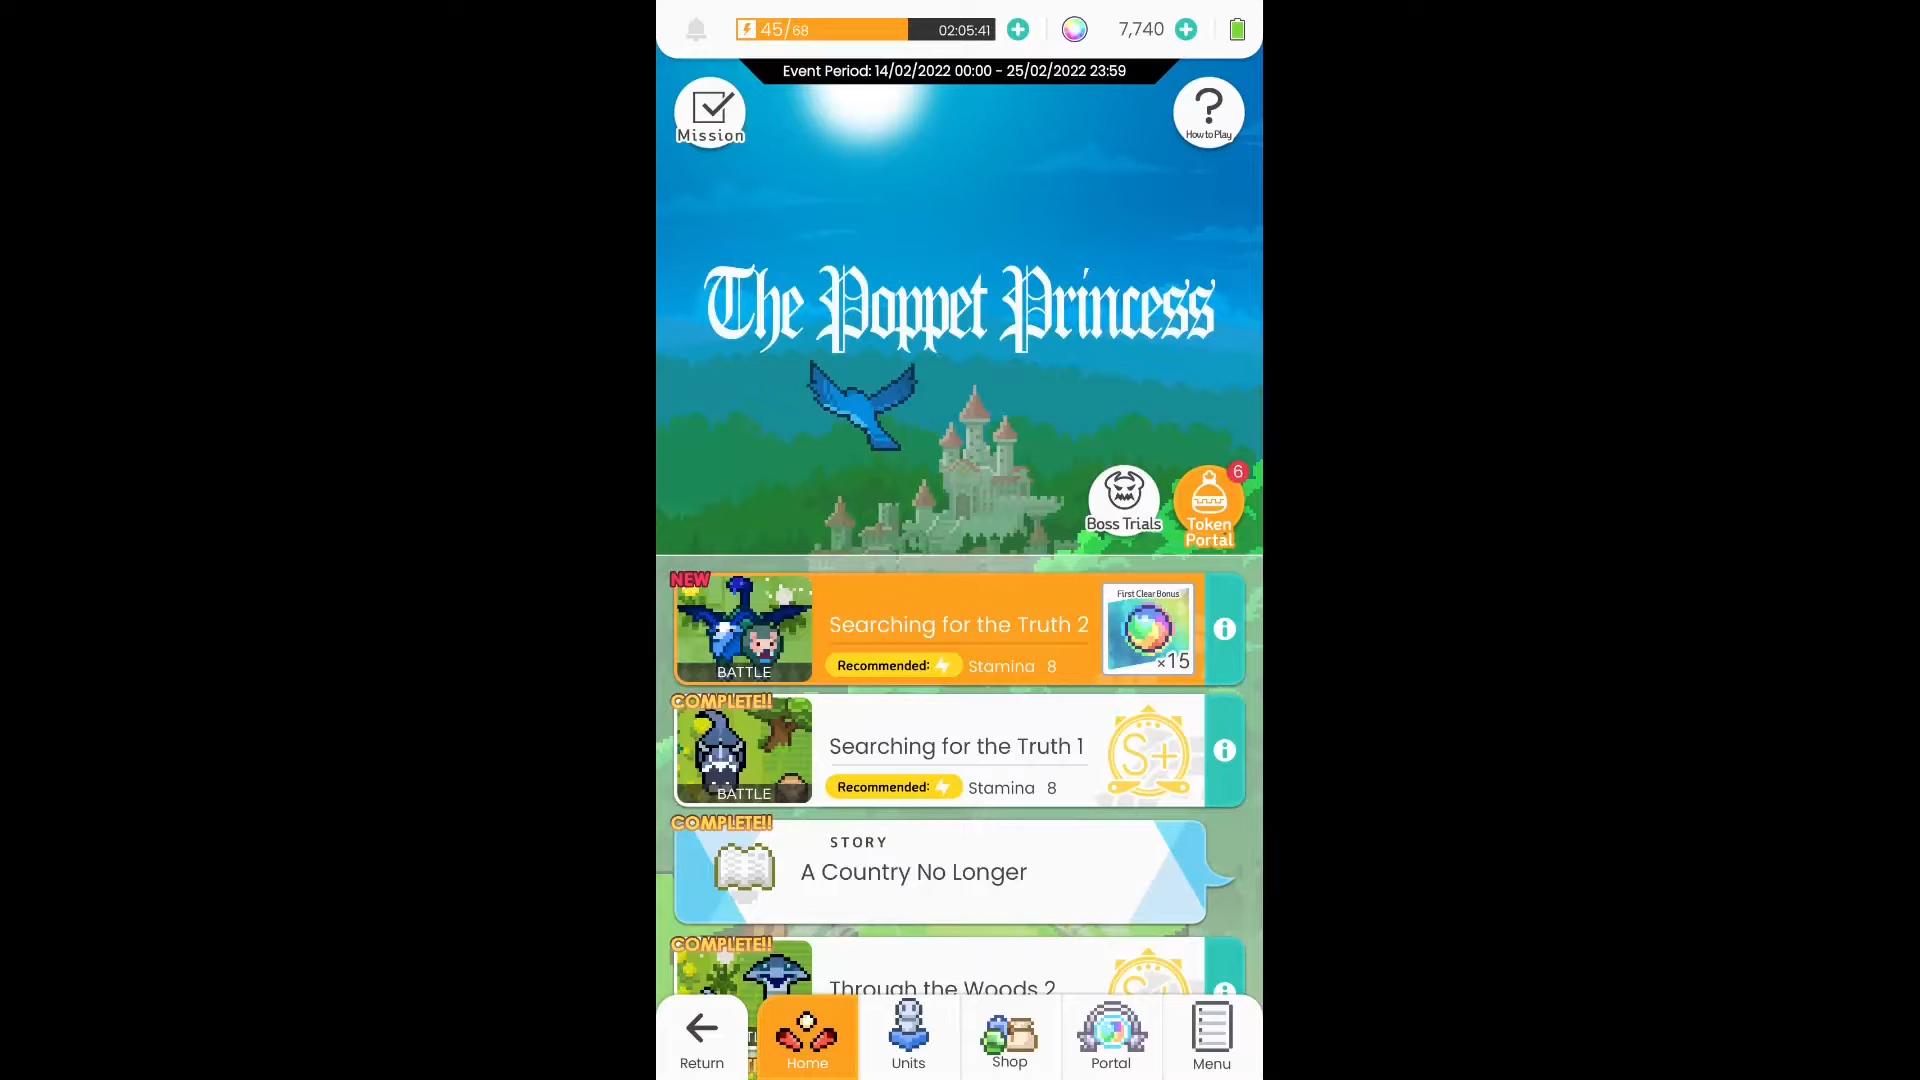 45/68
02:05:41
7,740
Event Period: 14/02/2022 00:00 - 25/02/2022 23:59
Mission
How to Play
The Poppet Princess
6
Boss Trials
Token
Portal
NEW
First Clear Bonus
Searching for the Truth 2
×15
Recommended: Stamina 8
BATTLE
COMPLETE!!
Searching for the Truth 1
S+
Recommended: Stamina 8
BATTLE
COMPLETE!!
STORY
A Country No Longer
COMPLETE!!
Through the Woods 2
S+
Return
Home
Units
Shop
Portal
Menu